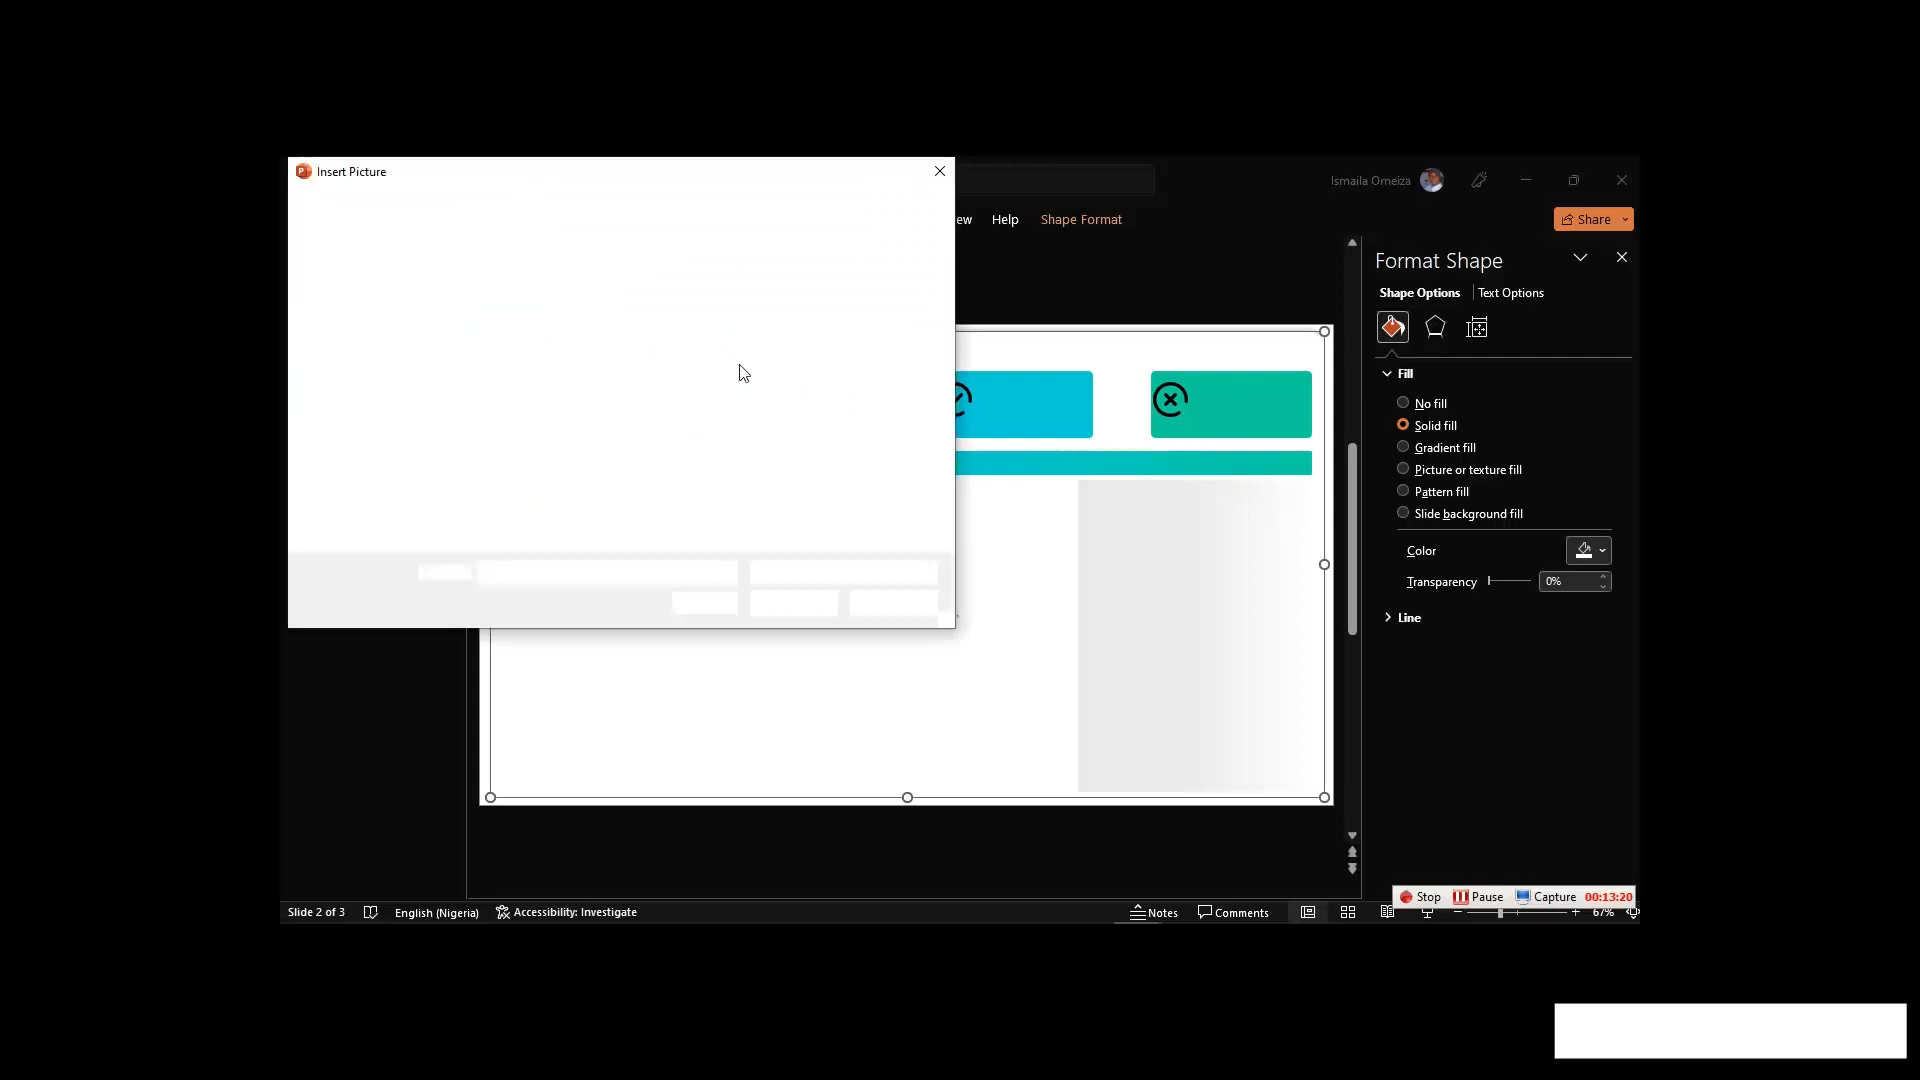 Insert Picture
Ismaila Omeiza
ew Help Shape Format
Share
Format Shape
Shape Options Text Options
Fill
No fill
Solid fill
Gradient fill
Picture or texture fill
Pattern fill
Slide background fill
Color
Transparency 0%
Line
Stop Pause Capture 00:13:20
Slide 2 of 3 English (Nigeria) Accessibility: Investigate Notes Comments 67%